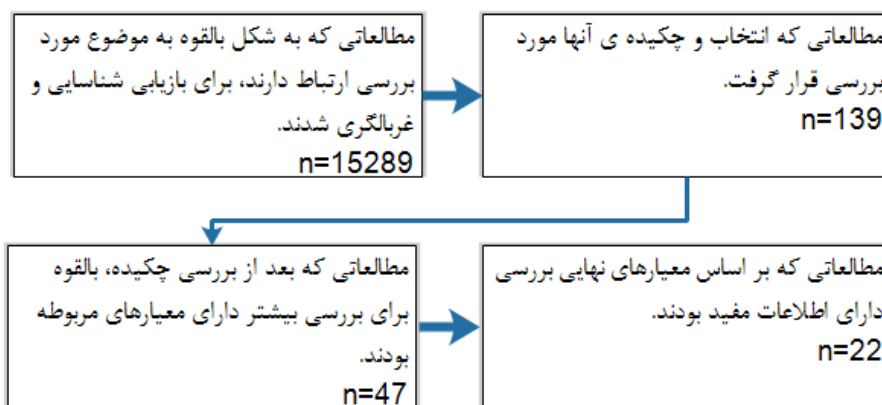 مطالعاتی که به شکل بالقوه به موضوع مورد
بررسی ارتباط دارند، برای بازیابی شناسایی و
غربالگری شدند.
n=15289
مطالعاتی که انتخاب و چکیده ی آنها مورد
بررسی قرار گرفت.
n=139
مطالعاتی که بعد از بررسی چکیده، بالقوه
برای بررسی بیشتر دارای معیارهای مربوطه
بودند.
n=47
مطالعاتی که بر اساس معیارهای نهایی بررسی
دارای اطلاعات مفید بودند.
n=22